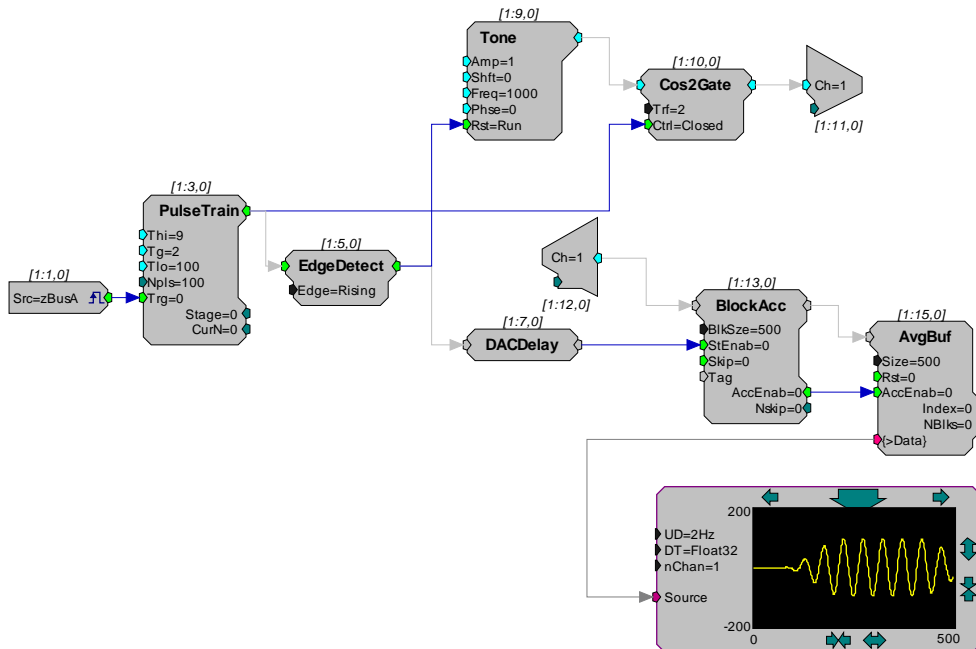 [1:9,0]
Tone
Amp=1
Shft=0
Freq=1000
Phse=0
Rst=Run
[1:10,0]
Cos2Gate
Trf=2
Ctrl=Closed
Ch=1
[1:11,0]
[1:3,0]
PulseTrain
Thi=9
Tg=2
Tlo=100
Npls=100
Trg=0
Stage=0
CurN=0
[1:1,0]
Src=zBusA
[1:5,0]
EdgeDetect
Edge=Rising
Ch=1
[1:12,0]
[1:7,0]
DACDelay
[1:13,0]
BlockAcc
BlkSze=500
StEnab=0
Skip=0
Tag
AccEnab=0
Nskip=0
[1:15,0]
AvgBuf
Size=500
Rst=0
AccEnab=0
Index=0
NBlks=0
{>Data}
UD=2Hz
DT=Float32
nChan=1
Source
200
-200
0
500